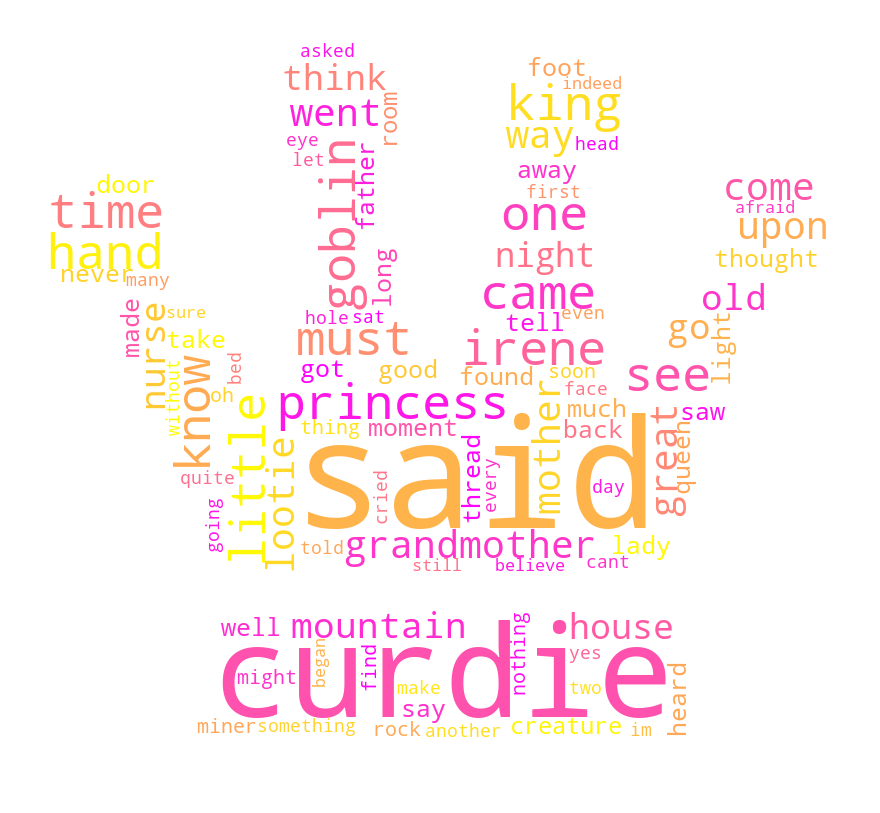 asked
think
foot
indeed
king
went
room
way
eye
head
let
goblin
father
away
door
first
come
time
one
afraid
upon
hand
night
thought
never
many
long
came
old
made
nurse
sure
hole
sat
tell
even
go
light
take
must
irene
know
bed
got
good
found
soon
see
without
oh
little
princess
mother
face
much
great
saw
lootie
thing
moment
back
queen
said
quite
cried
thread
every
day
going
told
grandmother
lady
still
believe
cant
well
mountain
nothing
house
curdie
began
find
yes
might
make
two
say
heard
miner
something
rock
another
creature
im